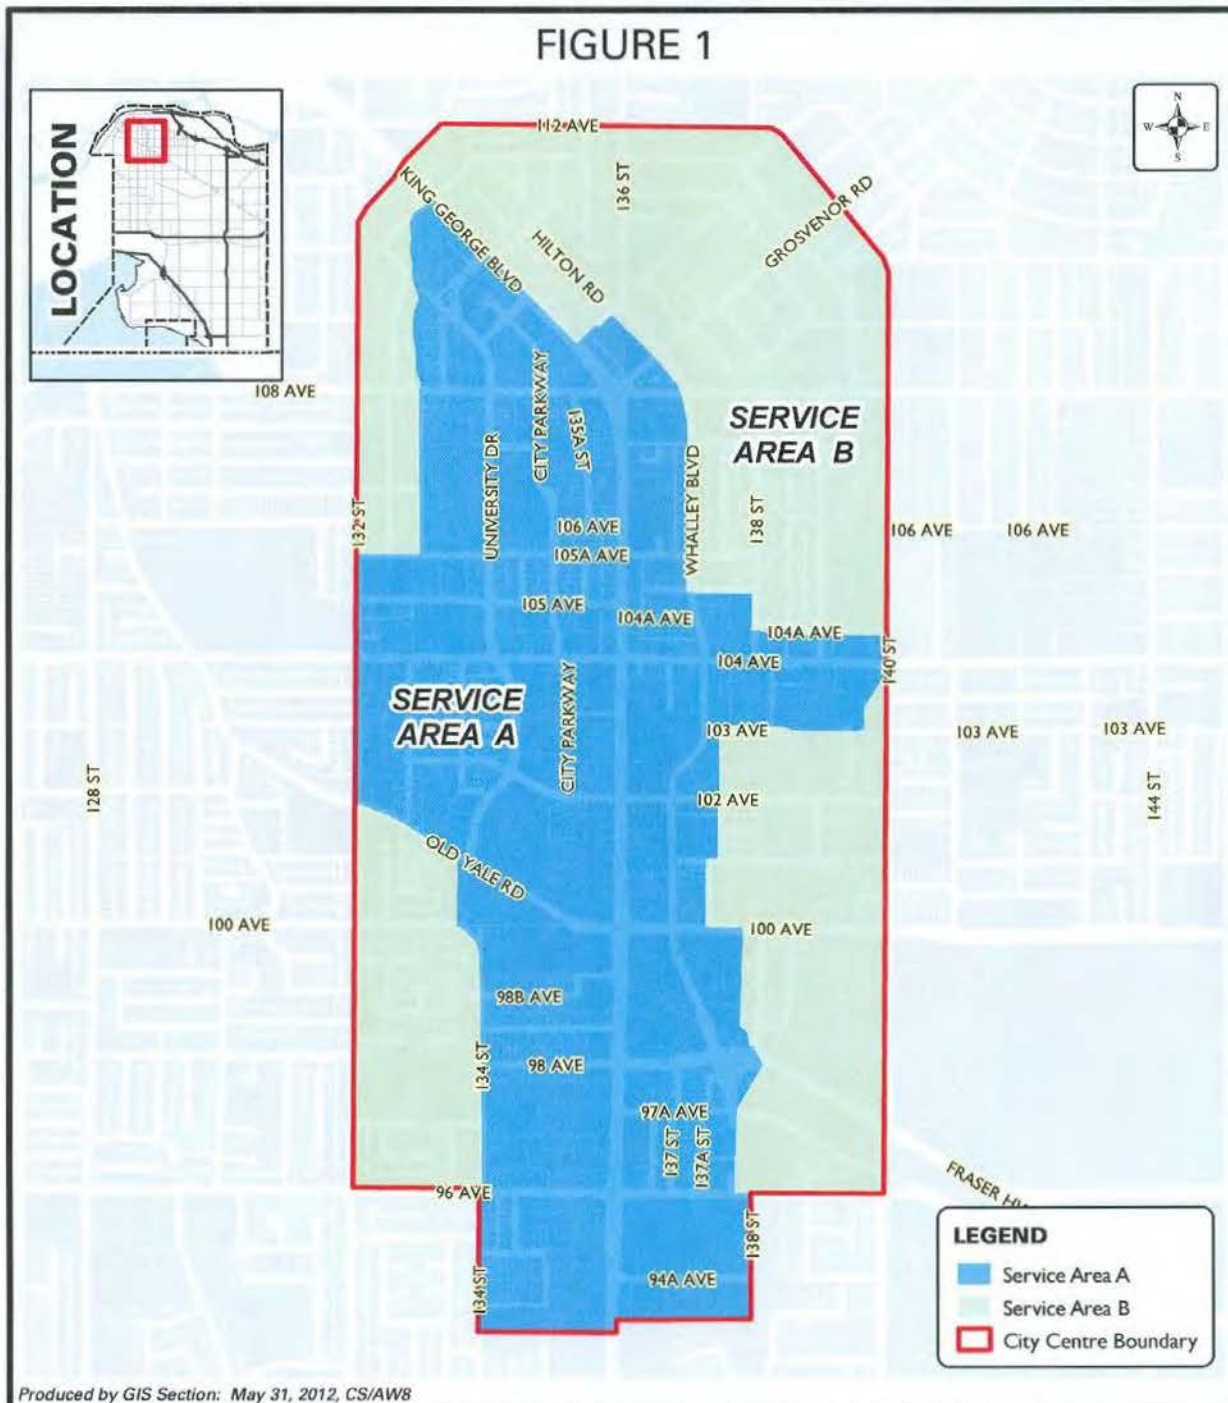 FIGURE 1
LOCATION
N
W
E
S
112 AVE
136 ST
KING GEORGE BLVD
HILTON RD
GROSVENOR RD
108 AVE
CITY PARKWAY
135A ST
UNIVERSITY DR
SERVICE
AREA B
WHALLEY BLVD
138 ST
132 ST
106 AVE
106 AVE
106 AVE
105A AVE
105 AVE
104A AVE
104A AVE
104 AVE
140 ST
SERVICE
AREA A
CITY PARKWAY
103 AVE
103 AVE
103 AVE
128 ST
102 AVE
144 ST
OLD YALE RD
100 AVE
100 AVE
98B AVE
134 ST
98 AVE
97A AVE
137 ST
137A ST
96 AVE
FRASER
138 ST
134 ST
94A AVE
LEGEND
Service Area A
Service Area B
City Centre Boundary
Produced by GIS Section: May 31, 2012, CS/AW8